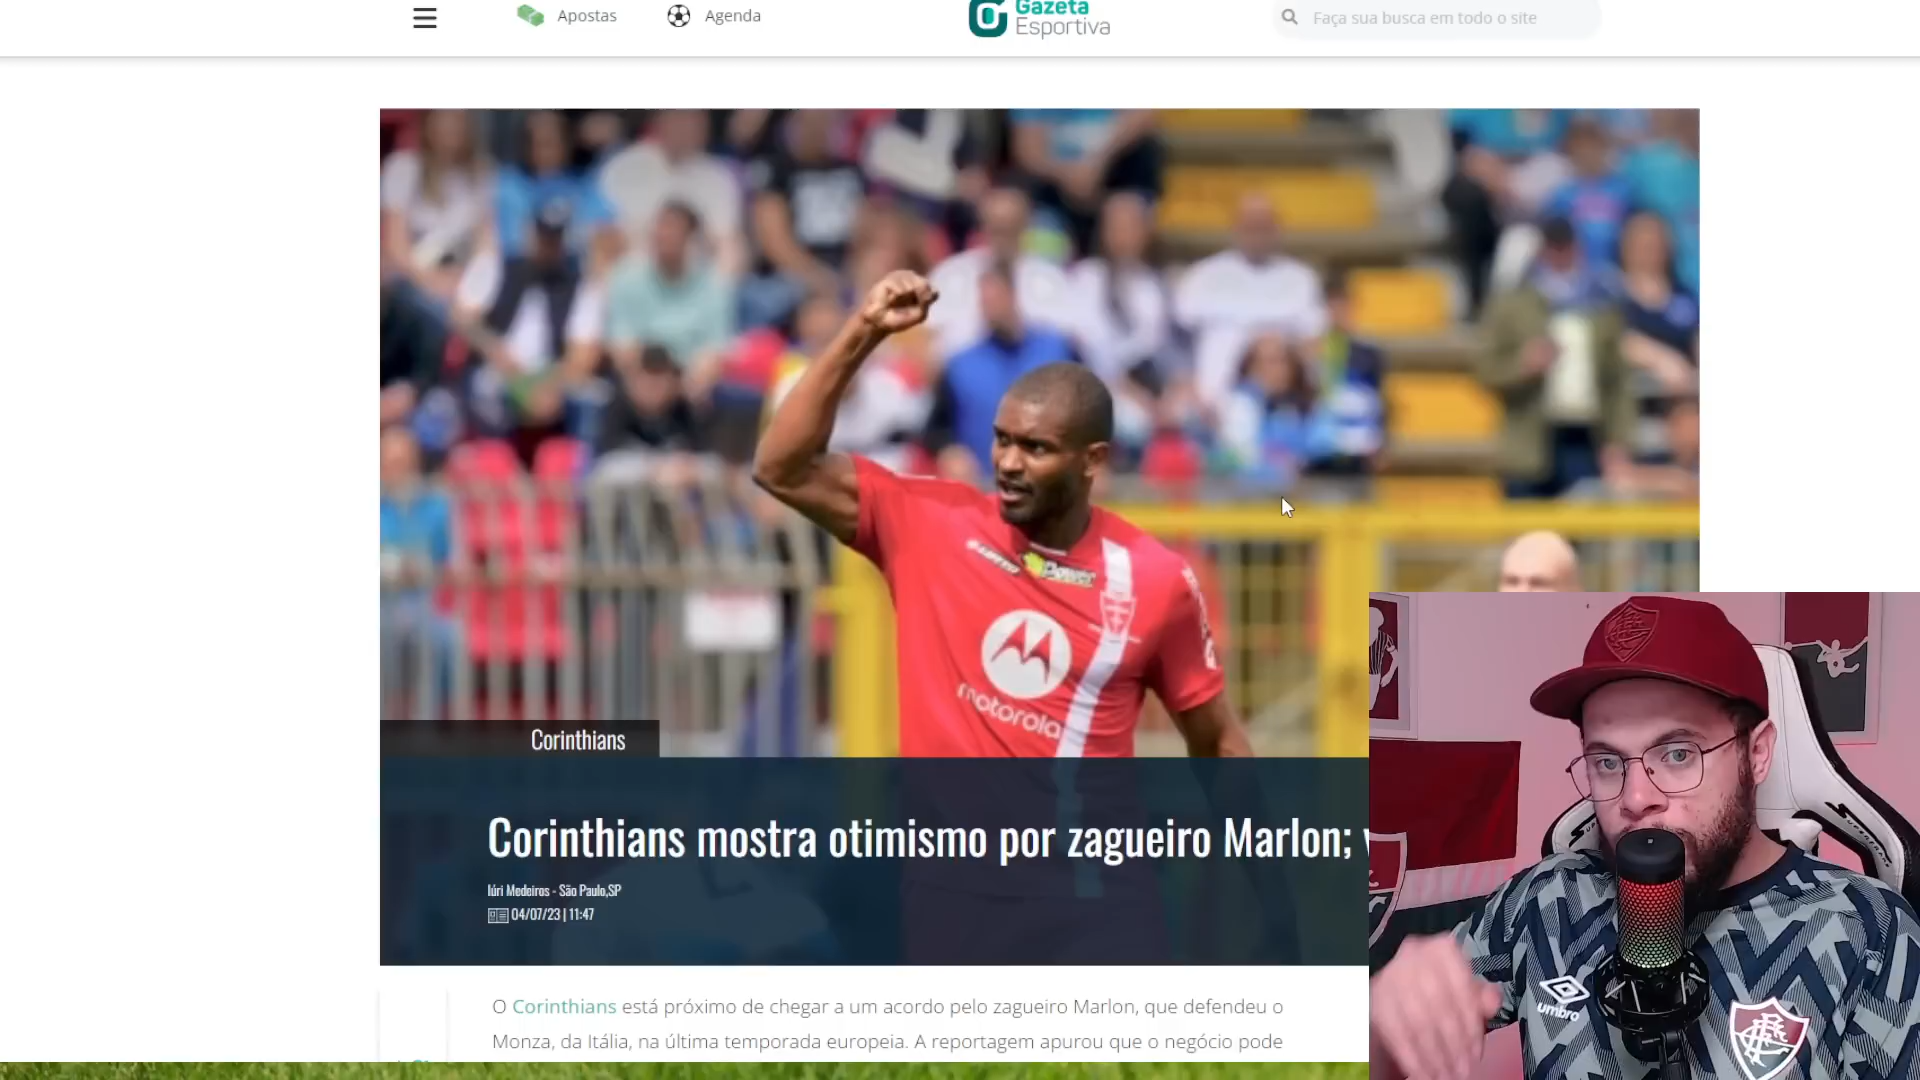 Apostas
Agenda
Gazeta
Esportiva
Faça sua busca em todo o site
Power
motorola
Corinthians
Corinthians mostra otimismo por zagueiro Marlon;
Iúri Medeiros - São Paulo,SP
04/07/23 | 11:47
O Corinthians está próximo de chegar a um acordo pelo zagueiro Marlon, que defendeu o
Monza, da Itália, na última temporada europeia. A reportagem apurou que o negócio pode
umbro